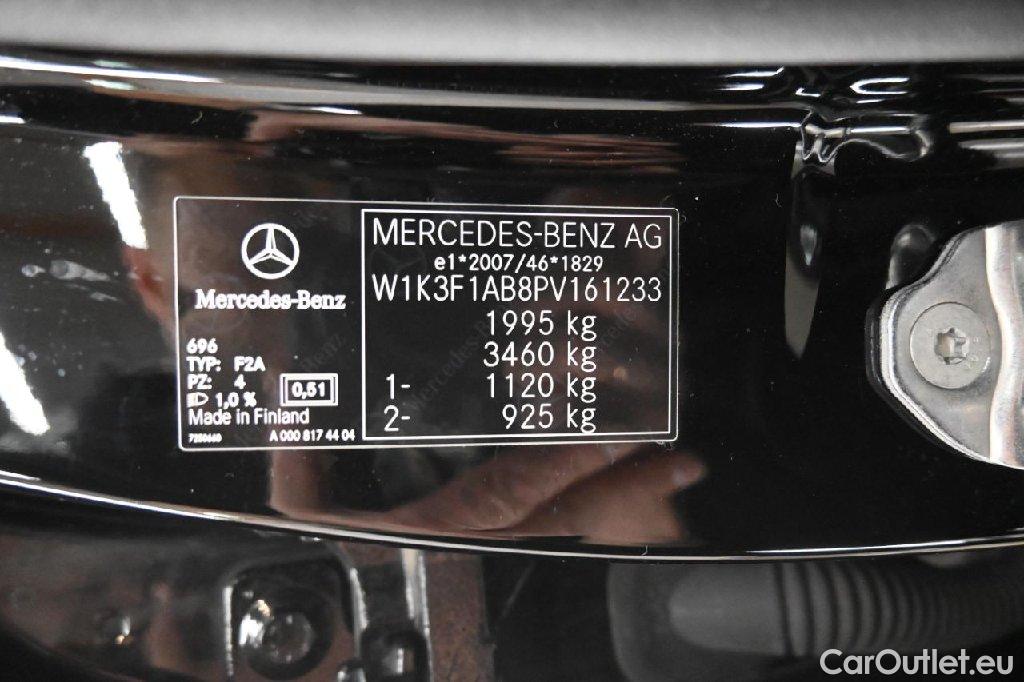 Mercedes-Benz
696
TYP: F2A
PZ: 4
1,0 %
0,51
Made in Finland
A 000 817 44 04
MERCEDES-BENZ AG
e1*2007/46*1829
W1K3F1AB8PV161233
1995 kg
3460 kg
1- 1120 kg
2- 925 kg
CarOutlet.eu